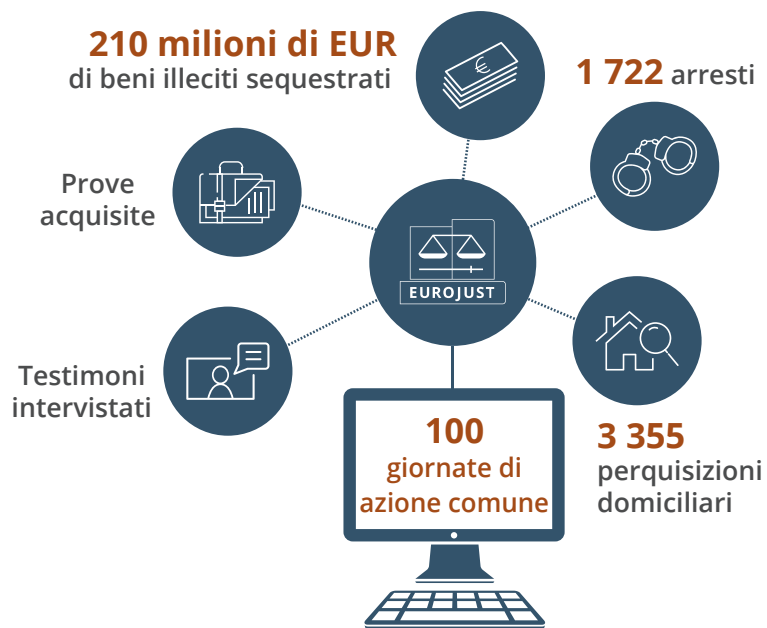 210 milioni di EUR
di beni illeciti sequestrati
1 722 arresti
Prove
acquisite
EUROJUST
Testimoni
intervistati
100
giornate di
azione comune
3 355
perquisizioni
domiciliari